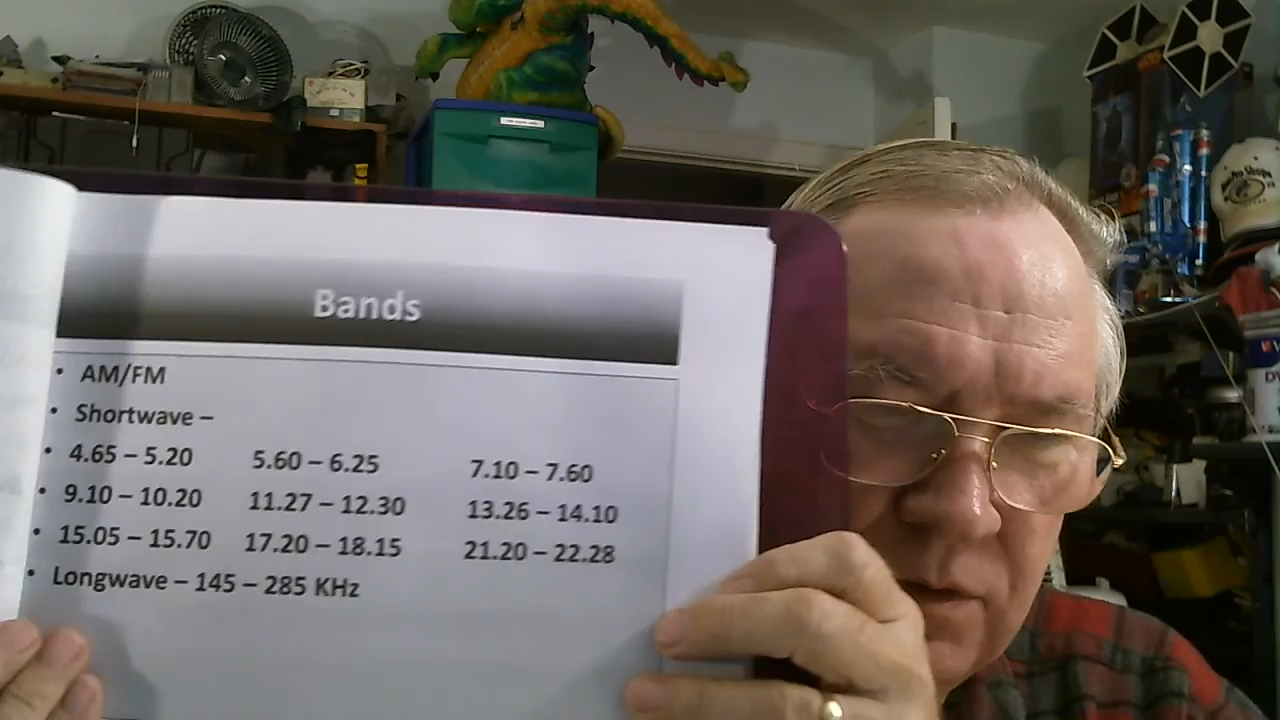 Bands
• AM/FM
• Shortwave –
• 4.65 – 5.20 5.60 – 6.25 7.10 – 7.60
• 9.10 – 10.20 11.27 – 12.30 13.26 – 14.10
• 15.05 – 15.70 17.20 – 18.15 21.20 – 22.28
• Longwave – 145 – 285 KHz